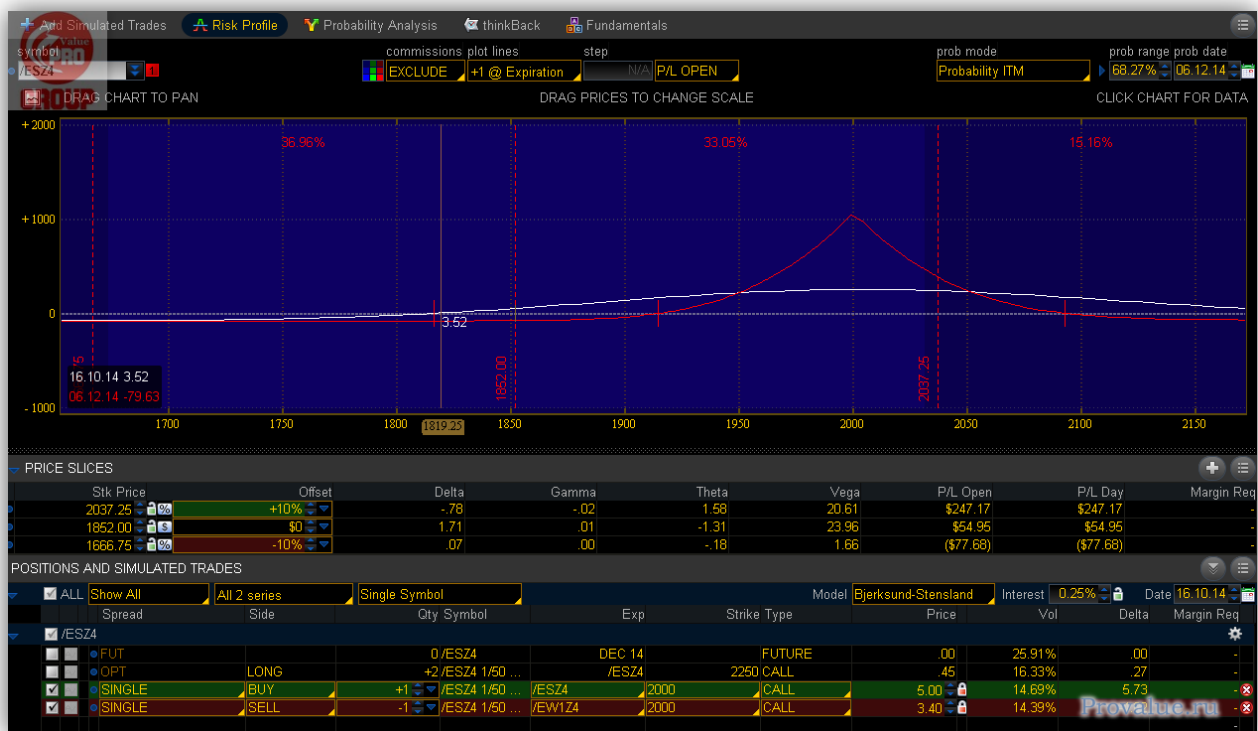 Add Simulated Trades Risk Profile Probability Analysis thinkBack Fundamentals
Value
PRO
GROUP
symbol commissions plot lines step prob mode prob range prob date
/ESZ4 1 EXCLUDE +1 @ Expiration N/A P/L OPEN Probability ITM 68.27% 06.12.14
DRAG CHART TO PAN DRAG PRICES TO CHANGE SCALE CLICK CHART FOR DATA
+2000
36.96% 33.05% 15.16%
+1000
0
3.52
1852.00
2037.25
16.10.14 3.52
06.12.14 -79.63
-1000
1700 1750 1800 1819.25 1850 1900 1950 2000 2050 2100 2150
PRICE SLICES
Stk Price Offset Delta Gamma Theta Vega P/L Open P/L Day Margin Req
2037.25 % +10% -.78 -.02 1.58 20.61 $247.17 $247.17 -
1852.00 $ $0 1.71 .01 -1.31 23.96 $54.95 $54.95 -
1666.75 % -10% .07 .00 -.18 1.66 ($77.68) ($77.68) -
POSITIONS AND SIMULATED TRADES
ALL Show All All 2 series Single Symbol Model Bjerksund-Stensland Interest 0.25% Date 16.10.14
Spread Side Qty Symbol Exp Strike Type Price Vol Delta Margin Req
/ESZ4
FUT 0 /ESZ4 DEC 14 FUTURE .00 25.91% .00 -
OPT LONG +2 /ESZ4 1/50 ... /ESZ4 2250 CALL .45 16.33% .27 -
SINGLE BUY +1 /ESZ4 1/50 ... /ESZ4 2000 CALL 5.00 14.69% 5.73 -
SINGLE SELL -1 /ESZ4 1/50 ... /EW1Z4 2000 CALL 3.40 14.39% -
Provalue.ru